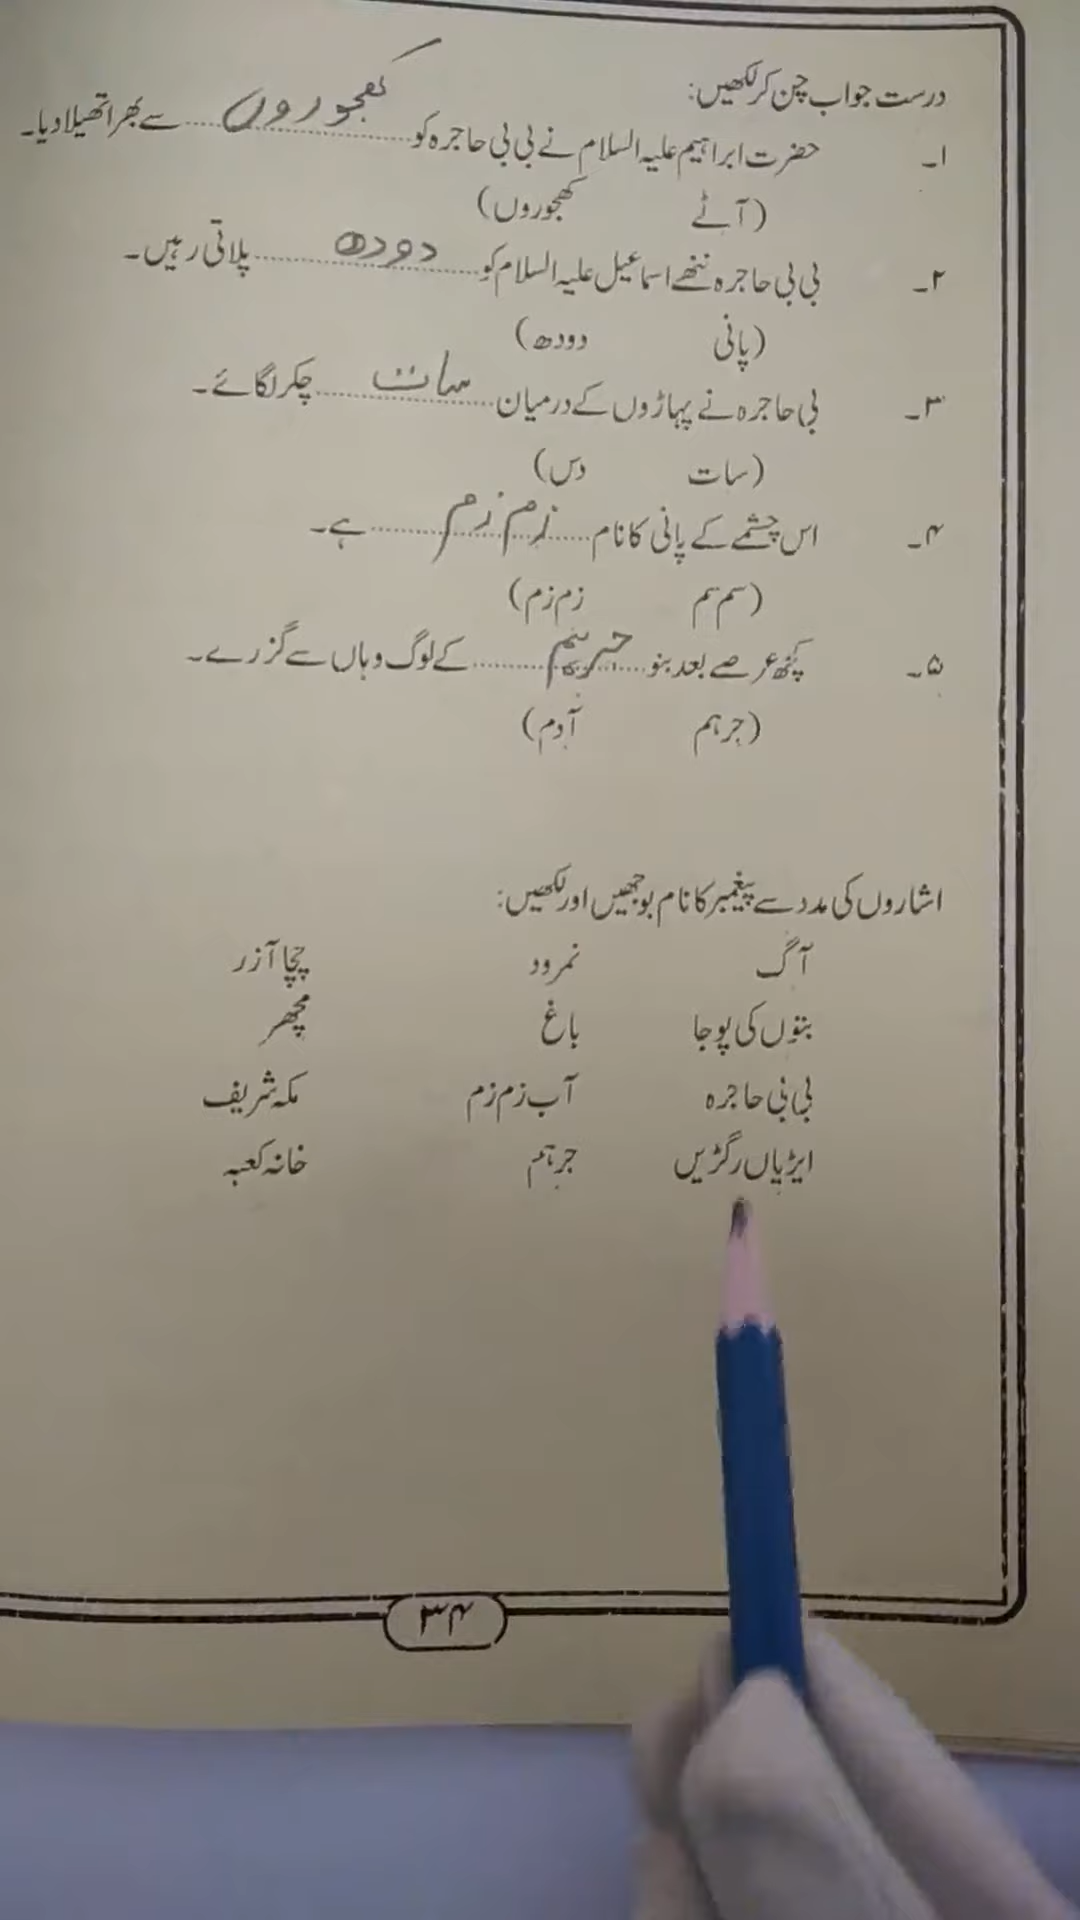 درست جواب چن کر لکھیں:
۱۔ حضرت ابراہیم علیہ السلام نے بی بی حاجرہ کو کھجوروں سے بھرا تھیلا دیا۔
(آٹے کھجوروں)
۲۔ بی بی حاجرہ ننھے اسماعیل علیہ السلام کو دودھ پلاتی رہیں۔
(پانی دودھ)
۳۔ بی حاجرہ نے پہاڑوں کے درمیان سات چکر لگائے۔
(سات دس)
۴۔ اس چشمے کے پانی کا نام زم زم ہے۔
(سم سم زم زم)
۵۔ کچھ عرصے بعد بنو جرہم کے لوگ وہاں سے گزرے۔
(جرہم آدم)
اشاروں کی مدد سے پیغمبر کا نام بوجھیں اور لکھیں:
آگ نمرود چچا آزر
بتوں کی پوجا باغ مچھر
بی بی حاجرہ آب زم زم مکہ شریف
ایڑیاں رگڑیں جرہم خانہ کعبہ
۳۴